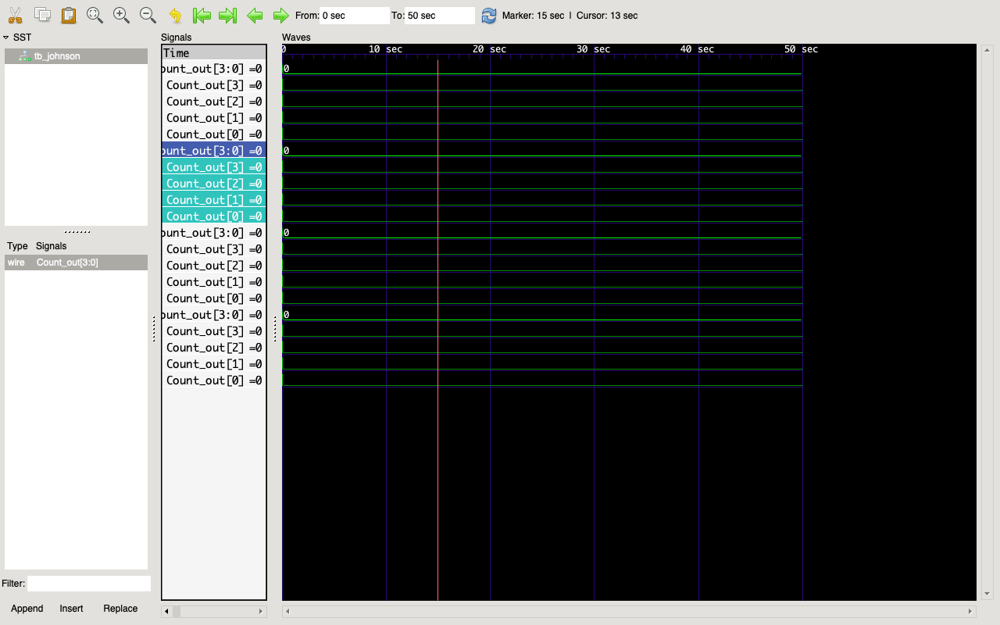 From: 0 sec To: 50 sec Marker: 15 sec | Cursor: 13 sec
SST
tb_johnson
Type Signals
wire Count_out[3:0]
Filter:
Append Insert Replace
Signals
Time
ount_out[3:0] =0
Count_out[3] =0
Count_out[2] =0
Count_out[1] =0
Count_out[0] =0
ount_out[3:0] =0
Count_out[3] =0
Count_out[2] =0
Count_out[1] =0
Count_out[0] =0
ount_out[3:0] =0
Count_out[3] =0
Count_out[2] =0
Count_out[1] =0
Count_out[0] =0
ount_out[3:0] =0
Count_out[3] =0
Count_out[2] =0
Count_out[1] =0
Count_out[0] =0
Waves
0 10 sec 20 sec 30 sec 40 sec 50 sec
0
0
0
0